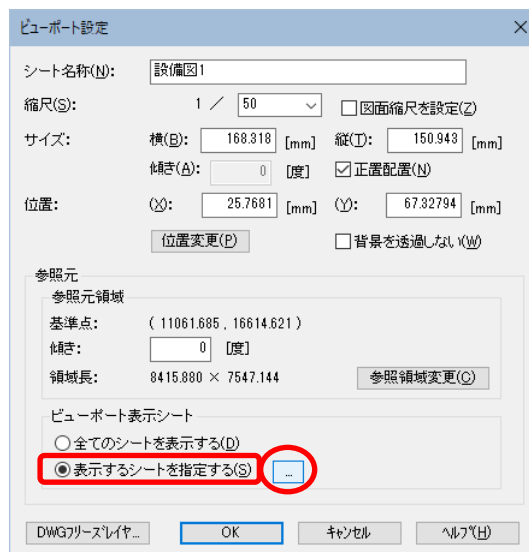 ビューポート設定
シート名称(N): 設備図1
縮尺(S): 1 / 50 図面縮尺を設定(Z)
サイズ: 横(B): 168.318 [mm] 縦(T): 150.943 [mm]
傾き(A): 0 [度] 正置配置(N)
位置: (X): 25.7681 [mm] (Y): 67.32794 [mm]
位置変更(P) 背景を透過しない(W)
参照元
参照元領域
基準点: ( 11061.685 , 16614.621 )
傾き: 0 [度]
領域長: 8415.880 × 7547.144 参照領域変更(C)
ビューポート表示シート
全てのシートを表示する(D)
表示するシートを指定する(S) ...
DWGフリーズレイヤ... OK キャンセル ヘルプ(H)